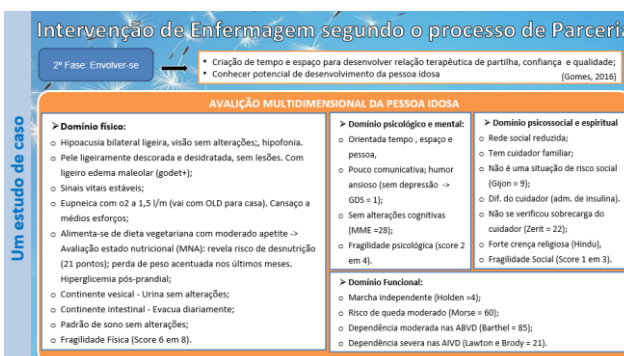 Intervenção de Enfermagem segundo o processo de Parceria
2ª Fase: Envolver-se
• Criação de tempo e espaço para desenvolver relação terapêutica de partilha, confiança e qualidade;
• Conhecer potencial de desenvolvimento da pessoa idosa
(Gomes, 2016)
Um estudo de caso
AVALIÇÃO MULTIDIMENSIONAL DA PESSOA IDOSA
➤ Domínio físico:
o Hipoacusia bilateral ligeira, visão sem alterações;, hipofonia.
o Pele ligeiramente descorada e desidratada, sem lesões. Com
ligeiro edema maleolar (godet+);
o Sinais vitais estáveis;
o Eupneica com o2 a 1,5 l/m (vai com OLD para casa). Cansaço a
médios esforços;
o Alimenta-se de dieta vegetariana com moderado apetite ->
Avaliação estado nutricional (MNA): revela risco de desnutrição
(21 pontos); perda de peso acentuada nos últimos meses.
Hiperglicemia pós-prandial;
o Continente vesical - Urina sem alterações;
o Continente intestinal - Evacua diariamente;
o Padrão de sono sem alterações;
o Fragilidade Física (Score 6 em 8).
➤ Domínio psicológico e mental:
o Orientada tempo , espaço e
pessoa,
o Pouco comunicativa; humor
ansioso (sem depressão ->
GDS = 1);
o Sem alterações cognitivas
(MME =28);
o Fragilidade psicológica (score 2
em 4).
➤ Domínio psicossocial e espiritual
o Rede social reduzida;
o Tem cuidador familiar;
o Não é uma situação de risco social
(Gijon = 9);
o Dif. do cuidador (adm. de insulina).
o Não se verificou sobrecarga do
cuidador (Zerit = 22);
o Forte crença religiosa (Hindu),
o Fragilidade Social (Score 1 em 3).
➤ Domínio Funcional:
o Marcha independente (Holden =4);
o Risco de queda moderado (Morse = 60);
o Dependência moderada nas ABVD (Barthel = 85);
o Dependência severa nas AIVD (Lawton e Brody = 21).